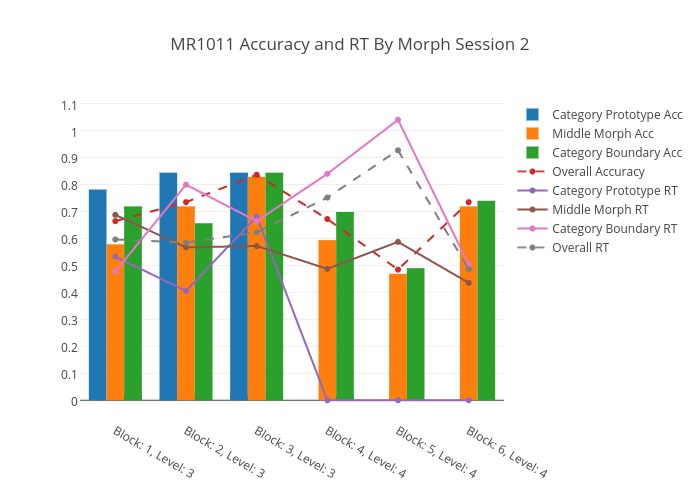 MR1011 Accuracy and RT By Morph Session 2
1.1
1
0.9
0.8
0.7
0.6
0.5
0.4
0.3
0.2
0.1
0
Block: 1, Level: 3
Block: 2, Level: 3
Block: 3, Level: 3
Block: 4, Level: 4
Block: 5, Level: 4
Block: 6, Level: 4
Category Prototype Acc
Middle Morph Acc
Category Boundary Acc
Overall Accuracy
Category Prototype RT
Middle Morph RT
Category Boundary RT
Overall RT